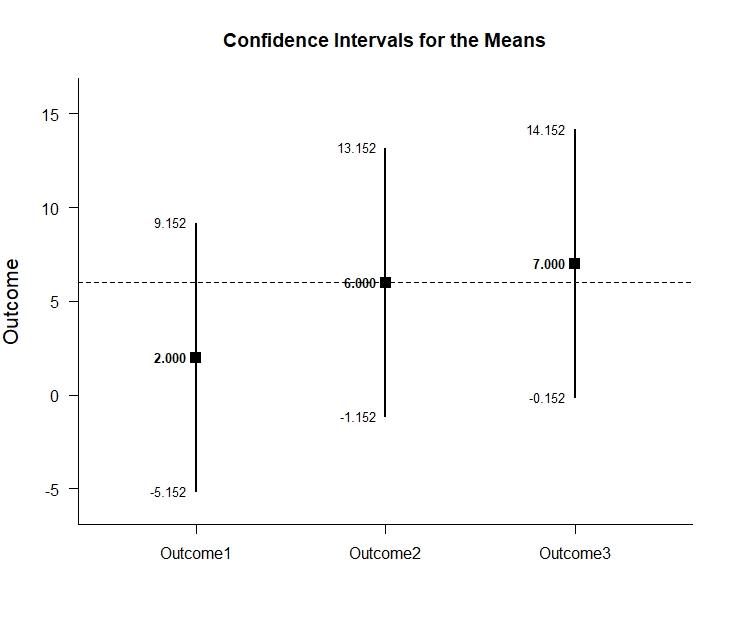 Confidence Intervals for the Means
Outcome
15
10
5
0
-5
9.152
2.000
-5.152
13.152
6.000
-1.152
14.152
7.000
-0.152
Outcome1
Outcome2
Outcome3